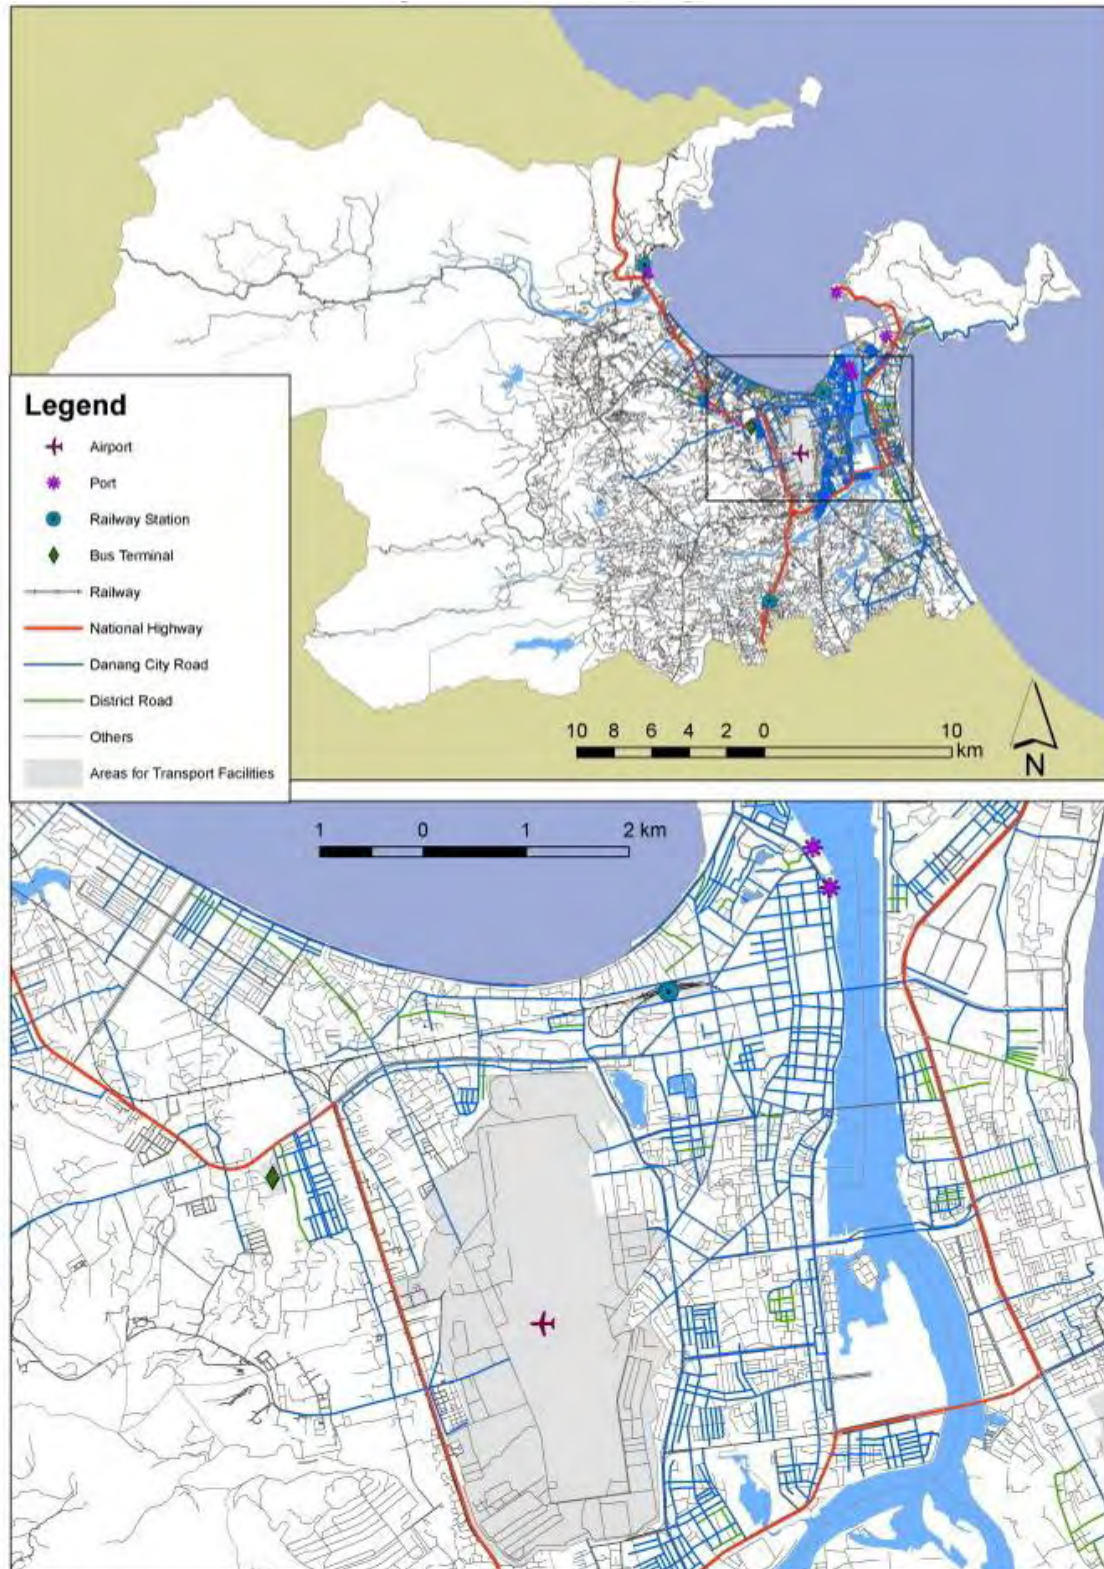 Legend
Airport
Port
Railway Station
Bus Terminal
Railway
National Highway
Danang City Road
District Road
Others
Areas for Transport Facilities
10 8 6 4 2 0 10
km
N
1 0 1 2 km